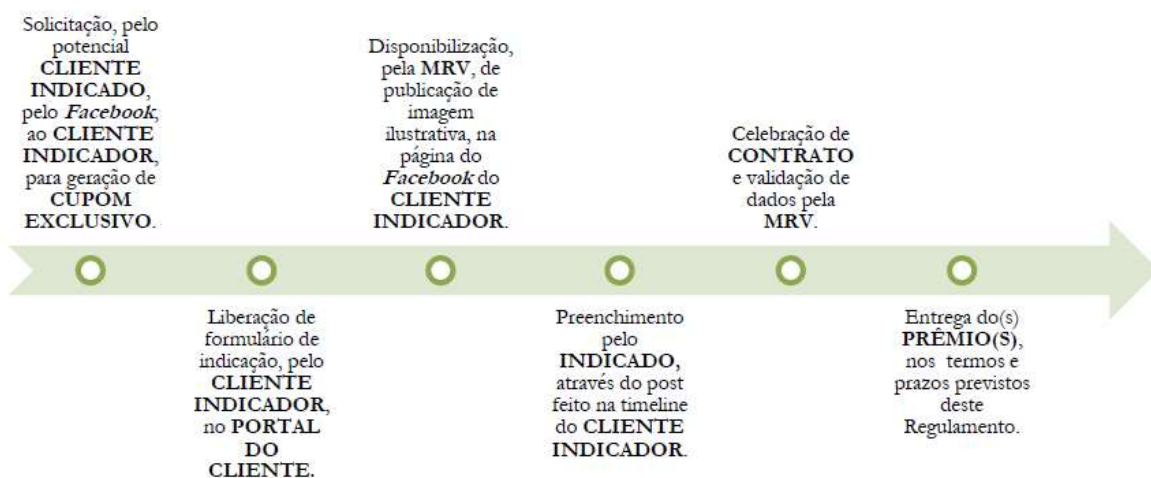 Solicitação, pelo
potencial
CLIENTE
INDICADO,
pelo Facebook,
ao CLIENTE
INDICADOR,
para geração de
CUPOM
EXCLUSIVO.
Liberação de
formulário de
indicação, pelo
CLIENTE
INDICADOR,
no PORTAL
DO
CLIENTE.
Disponibilização,
pela MRV, de
publicação de
imagem
ilustrativa, na
página do
Facebook do
CLIENTE
INDICADOR.
Preenchimento
pelo
INDICADO,
através do post
feito na timeline
do CLIENTE
INDICADOR.
Celebração de
CONTRATO
e validação de
dados pela
MRV.
Entrega do(s)
PRÊMIO(S),
nos termos e
prazos previstos
deste
Regulamento.